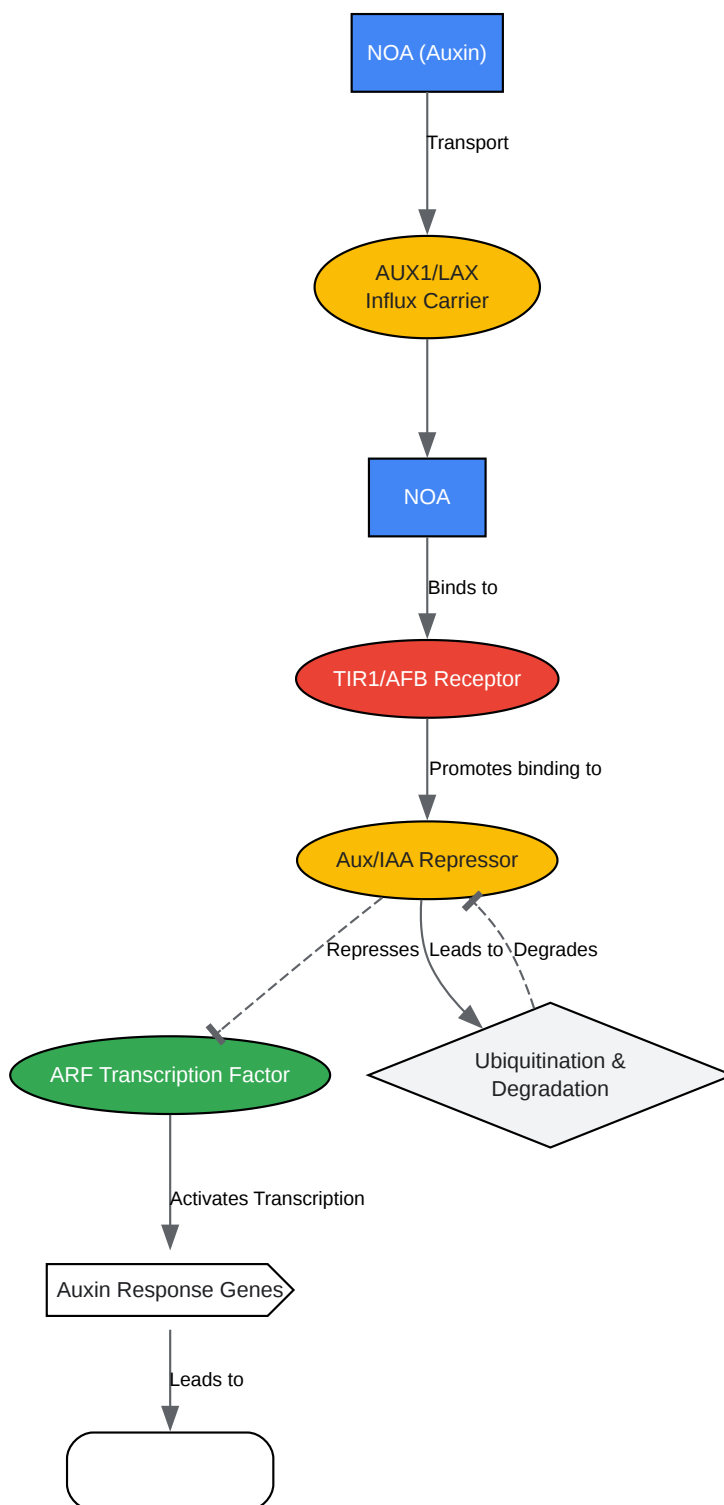 NOA (Auxin)
Transport
AUX1/LAX
Influx Carrier
NOA
Binds to
TIR1/AFB Receptor
Promotes binding to
Aux/IAA Repressor
Represses
Leads to
Degrades
ARF Transcription Factor
Ubiquitination &
Degradation
Activates Transcription
Auxin Response Genes
Leads to